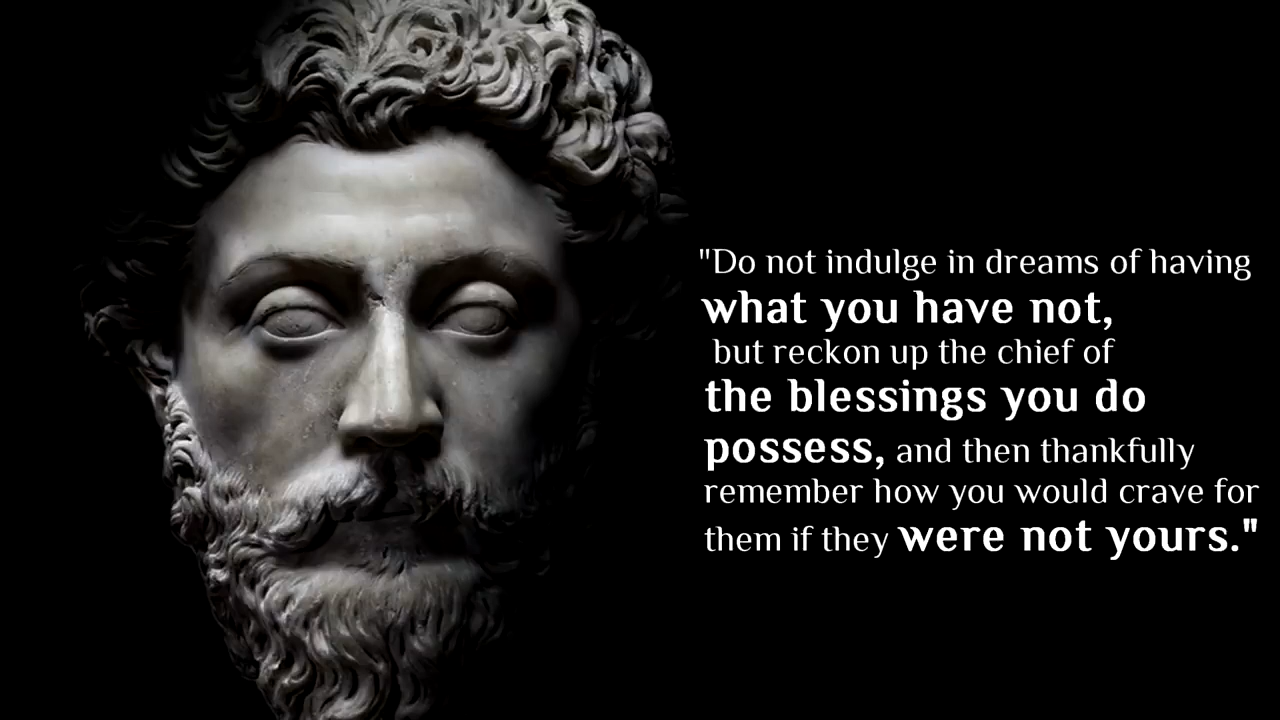 "Do not indulge in dreams of having
what you have not,
but reckon up the chief of
the blessings you do
possess, and then thankfully
remember how you would crave for
them if they were not yours."